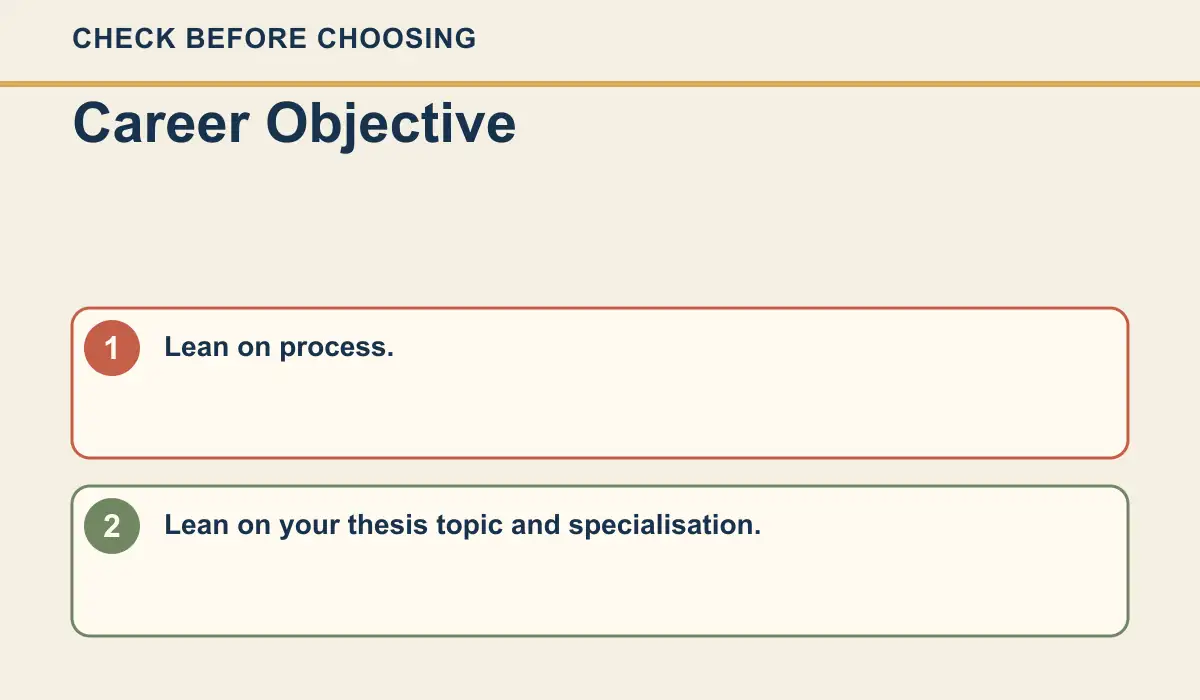 CHECK BEFORE CHOOSING
Career Objective
1 Lean on process.
2 Lean on your thesis topic and specialisation.